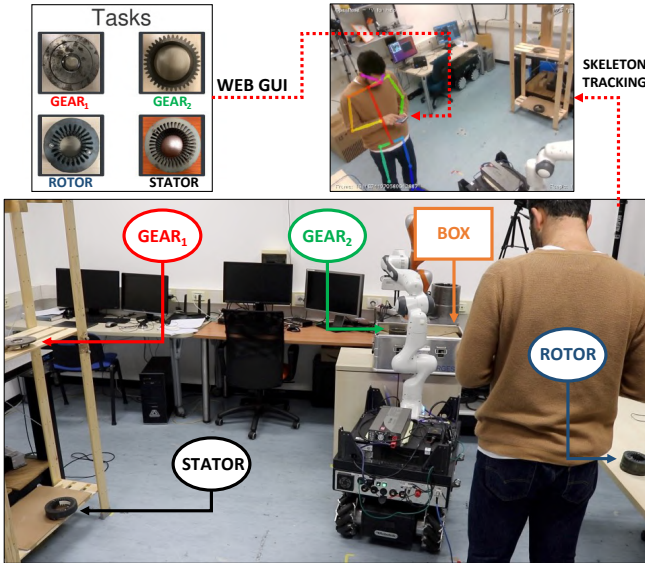 Tasks
GEAR₁
GEAR₂
ROTOR
STATOR
WEB GUI
SKELETON
TRACKING
GEAR₁
GEAR₂
BOX
ROTOR
STATOR